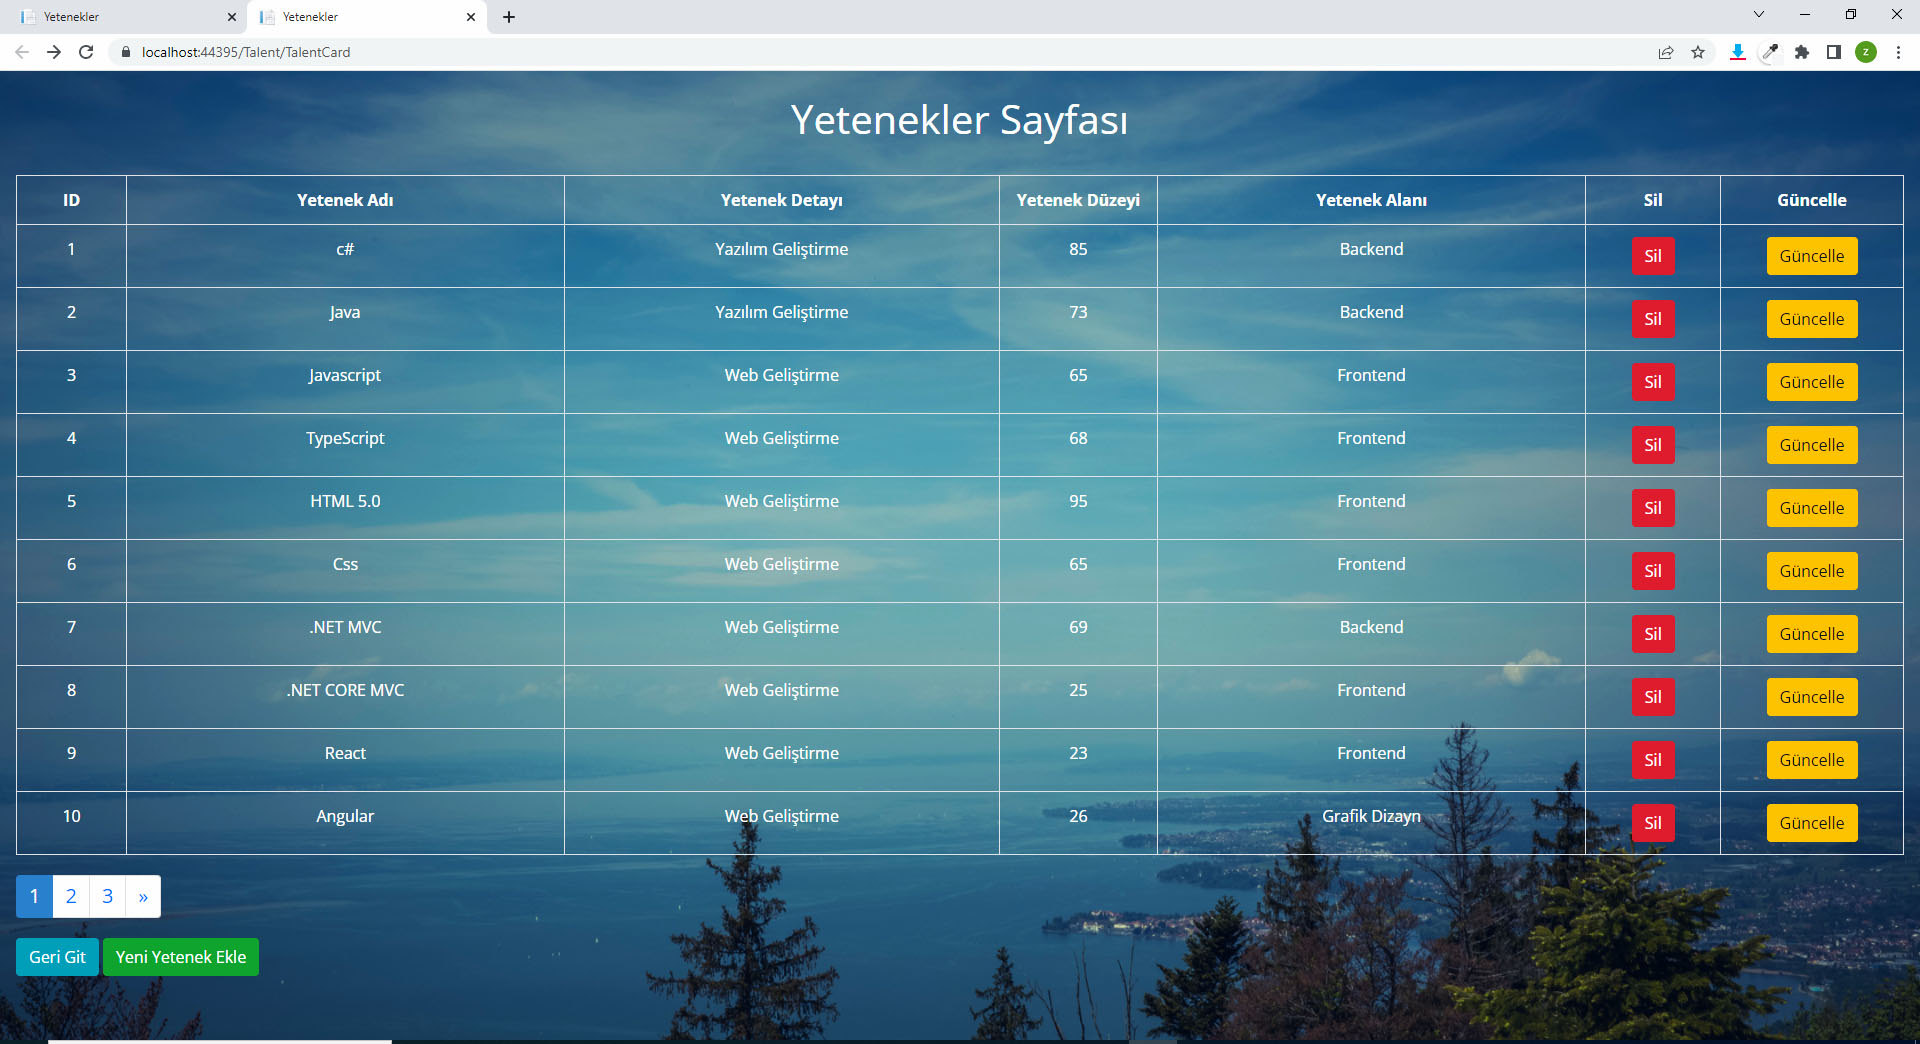 Yetenekler
Yetenekler
localhost:44395/Talent/TalentCard
z
Yetenekler Sayfası
ID Yetenek Adı Yetenek Detayı Yetenek Düzeyi Yetenek Alanı Sil Güncelle
1 c# Yazılım Geliştirme 85 Backend Sil Güncelle
2 Java Yazılım Geliştirme 73 Backend Sil Güncelle
3 Javascript Web Geliştirme 65 Frontend Sil Güncelle
4 TypeScript Web Geliştirme 68 Frontend Sil Güncelle
5 HTML 5.0 Web Geliştirme 95 Frontend Sil Güncelle
6 Css Web Geliştirme 65 Frontend Sil Güncelle
7 .NET MVC Web Geliştirme 69 Backend Sil Güncelle
8 .NET CORE MVC Web Geliştirme 25 Frontend Sil Güncelle
9 React Web Geliştirme 23 Frontend Sil Güncelle
10 Angular Web Geliştirme 26 Grafik Dizayn Sil Güncelle
1 2 3 »
Geri Git Yeni Yetenek Ekle